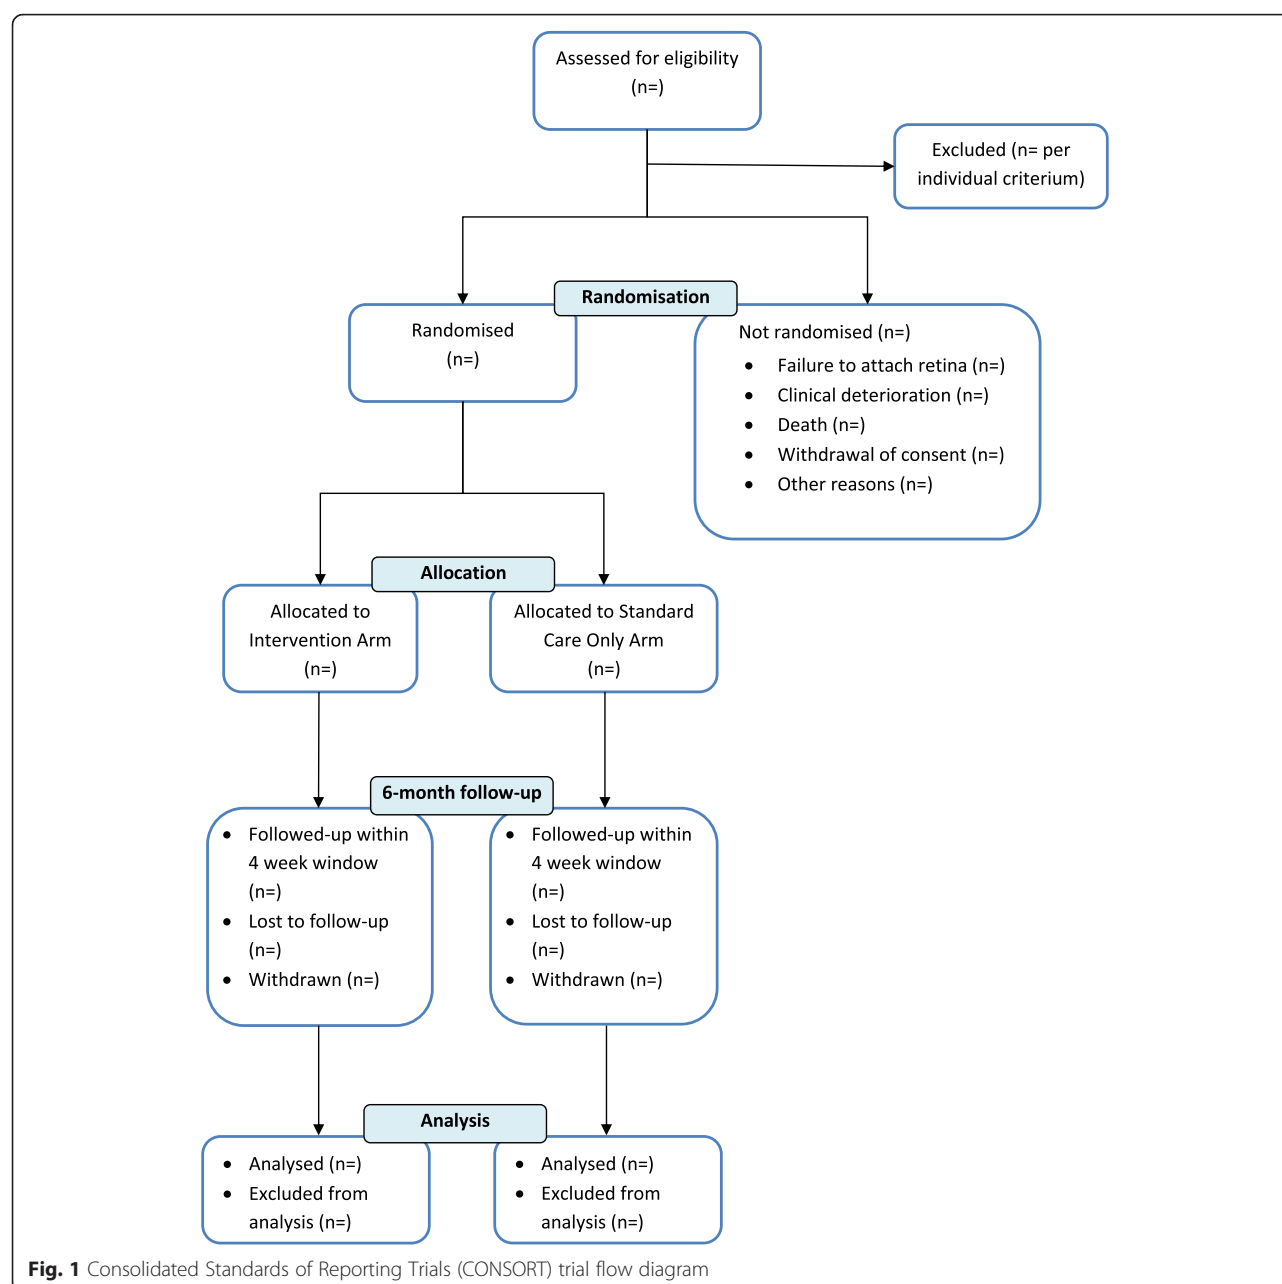 Assessed for eligibility
(n=)
Excluded (n= per
individual criterium)
Randomisation
Randomised
(n=)
Not randomised (n=)
• Failure to attach retina (n=)
• Clinical deterioration (n=)
• Death (n=)
• Withdrawal of consent (n=)
• Other reasons (n=)
Allocation
Allocated to
Intervention Arm
(n=)
Allocated to Standard
Care Only Arm
(n=)
6-month follow-up
• Followed-up within
4 week window
(n=)
• Lost to follow-up
(n=)
• Withdrawn (n=)
• Followed-up within
4 week window
(n=)
• Lost to follow-up
(n=)
• Withdrawn (n=)
Analysis
• Analysed (n=)
• Excluded from
analysis (n=)
• Analysed (n=)
• Excluded from
analysis (n=)
Fig. 1 Consolidated Standards of Reporting Trials (CONSORT) trial flow diagram